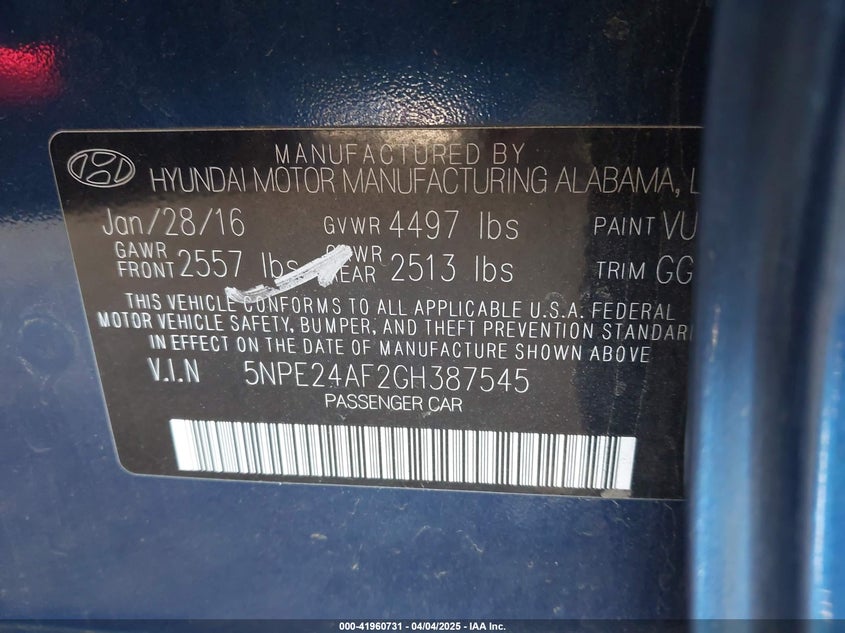 MANUFACTURED BY
HYUNDAI MOTOR MANUFACTURING ALABAMA,
Jan/28/16 GVWR 4497 lbs PAINT VU
GAWR FRONT 2557 lbs REAR 2513 lbs TRIM GG
THIS VEHICLE CONFORMS TO ALL APPLICABLE U.S.A. FEDERAL
MOTOR VEHICLE SAFETY, BUMPER, AND THEFT PREVENTION STANDAR
IN EFFECT ON THE DATE OF MANUFACTURE SHOWN ABOVE
V.I.N 5NPE24AF2GH387545
PASSENGER CAR
000-41960731 - 04/04/2025 - IAA Inc.